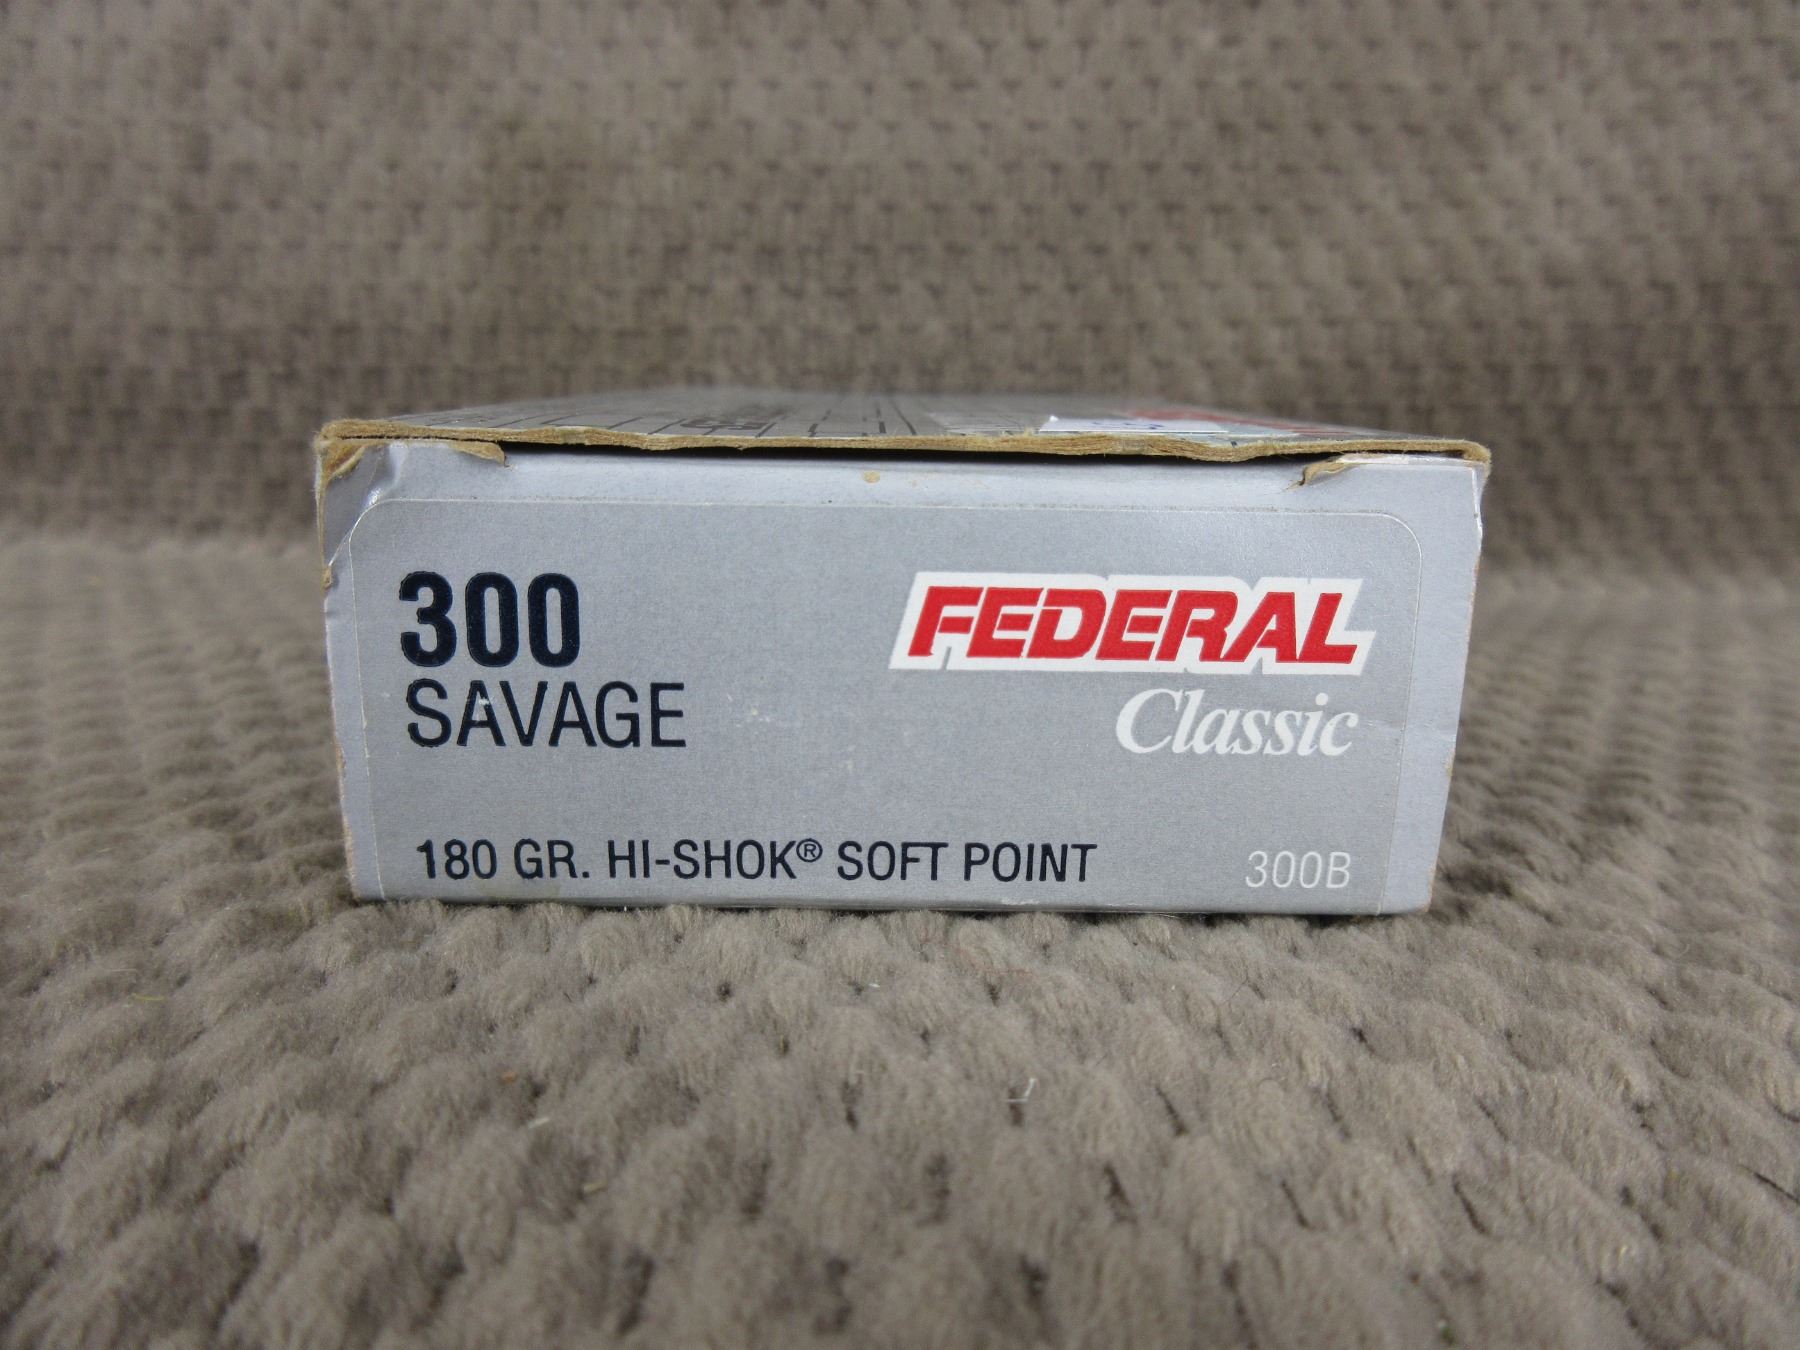 300
SAVAGE
FEDERAL
Classic
180 GR. HI-SHOK® SOFT POINT
300B